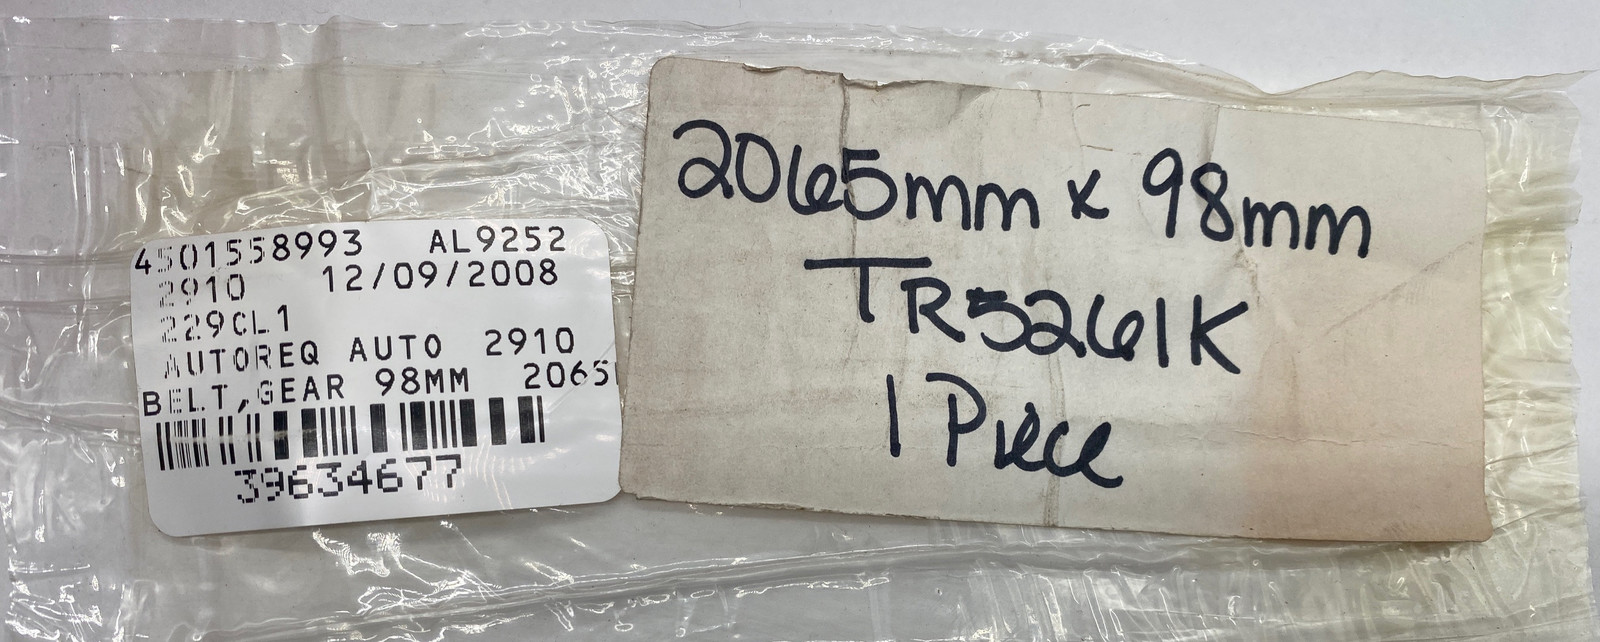 4501558993 AL9252
2910 12/09/2008
229CL1
AUTOREQ AUTO 2910
BELT,GEAR 98MM 2065
39634677
2065mm x 98mm
TR5261K
1 Piece